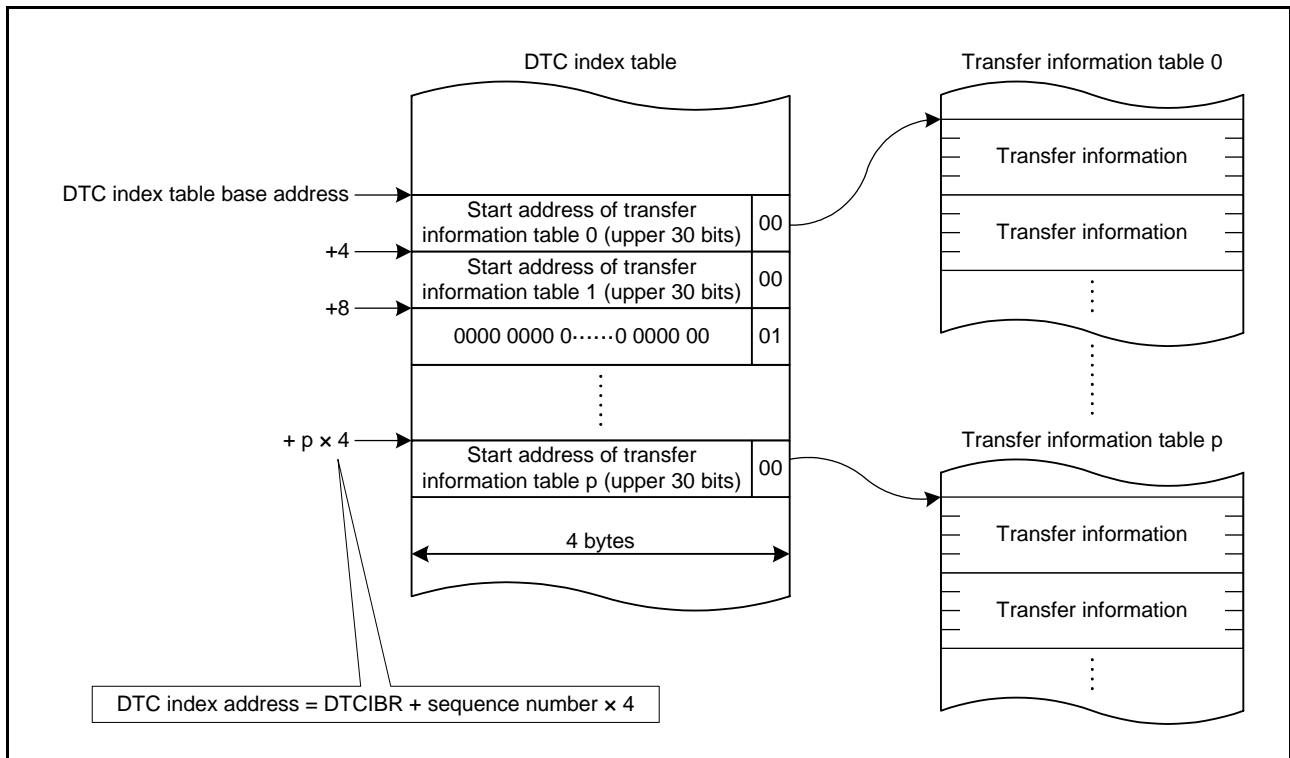 DTC index table
Transfer information table 0
Transfer information
Transfer information
DTC index table base address
Start address of transfer
information table 0 (upper 30 bits)
00
+4
Start address of transfer
information table 1 (upper 30 bits)
00
+8
0000 0000 0······0 0000 00
01
+ p × 4
Start address of transfer
information table p (upper 30 bits)
00
Transfer information table p
Transfer information
Transfer information
4 bytes
DTC index address = DTCIBR + sequence number × 4